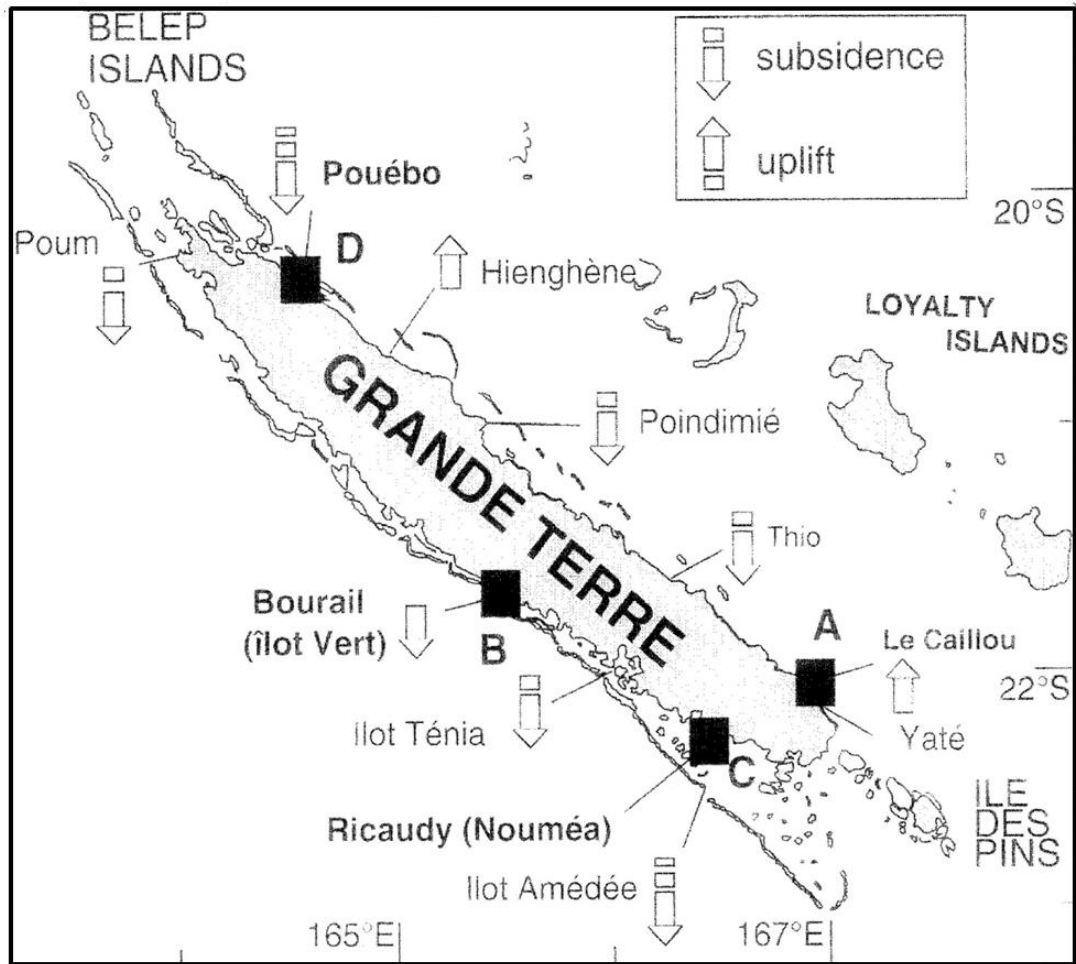 BELEP
ISLANDS
subsidence
uplift
Pouébo
20°S
Poum
D
Hienghène
LOYALTY
ISLANDS
GRANDE TERRE
Poindimié
Thio
Bourail
(îlot Vert)
B
A
Le Caillou
22°S
Ilot Ténia
Yaté
C
Ricaudy (Nouméa)
ILE
DES
PINS
Ilot Amédée
165°E
167°E